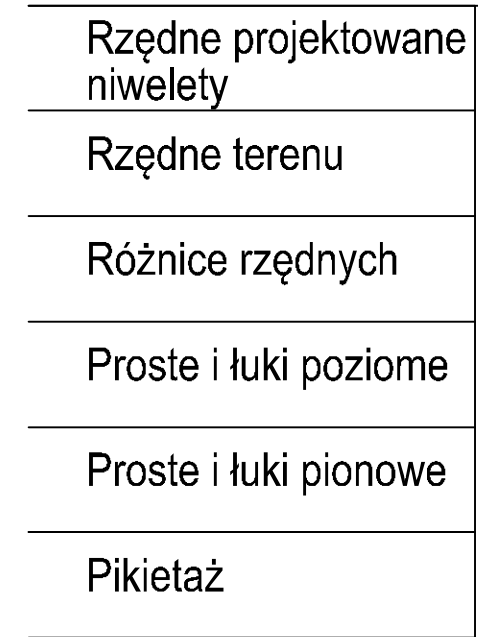 Rzędne projektowane
niwelety
Rzędne terenu
Różnice rzędnych
Proste i łuki poziome
Proste i łuki pionowe
Pikietaż